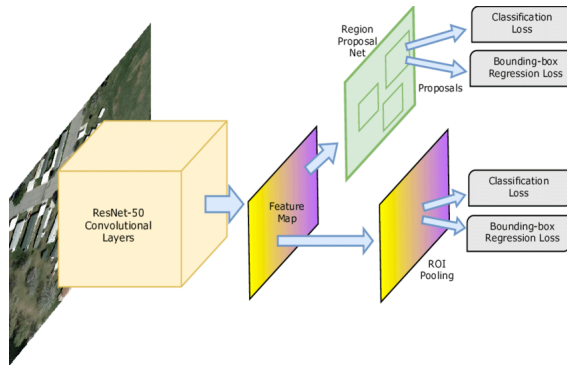 Region
Proposal
Net
Classification
Loss
Bounding-box
Regression Loss
Proposals
ResNet-50
Convolutional
Layers
Feature
Map
Classification
Loss
Bounding-box
Regression Loss
ROI
Pooling